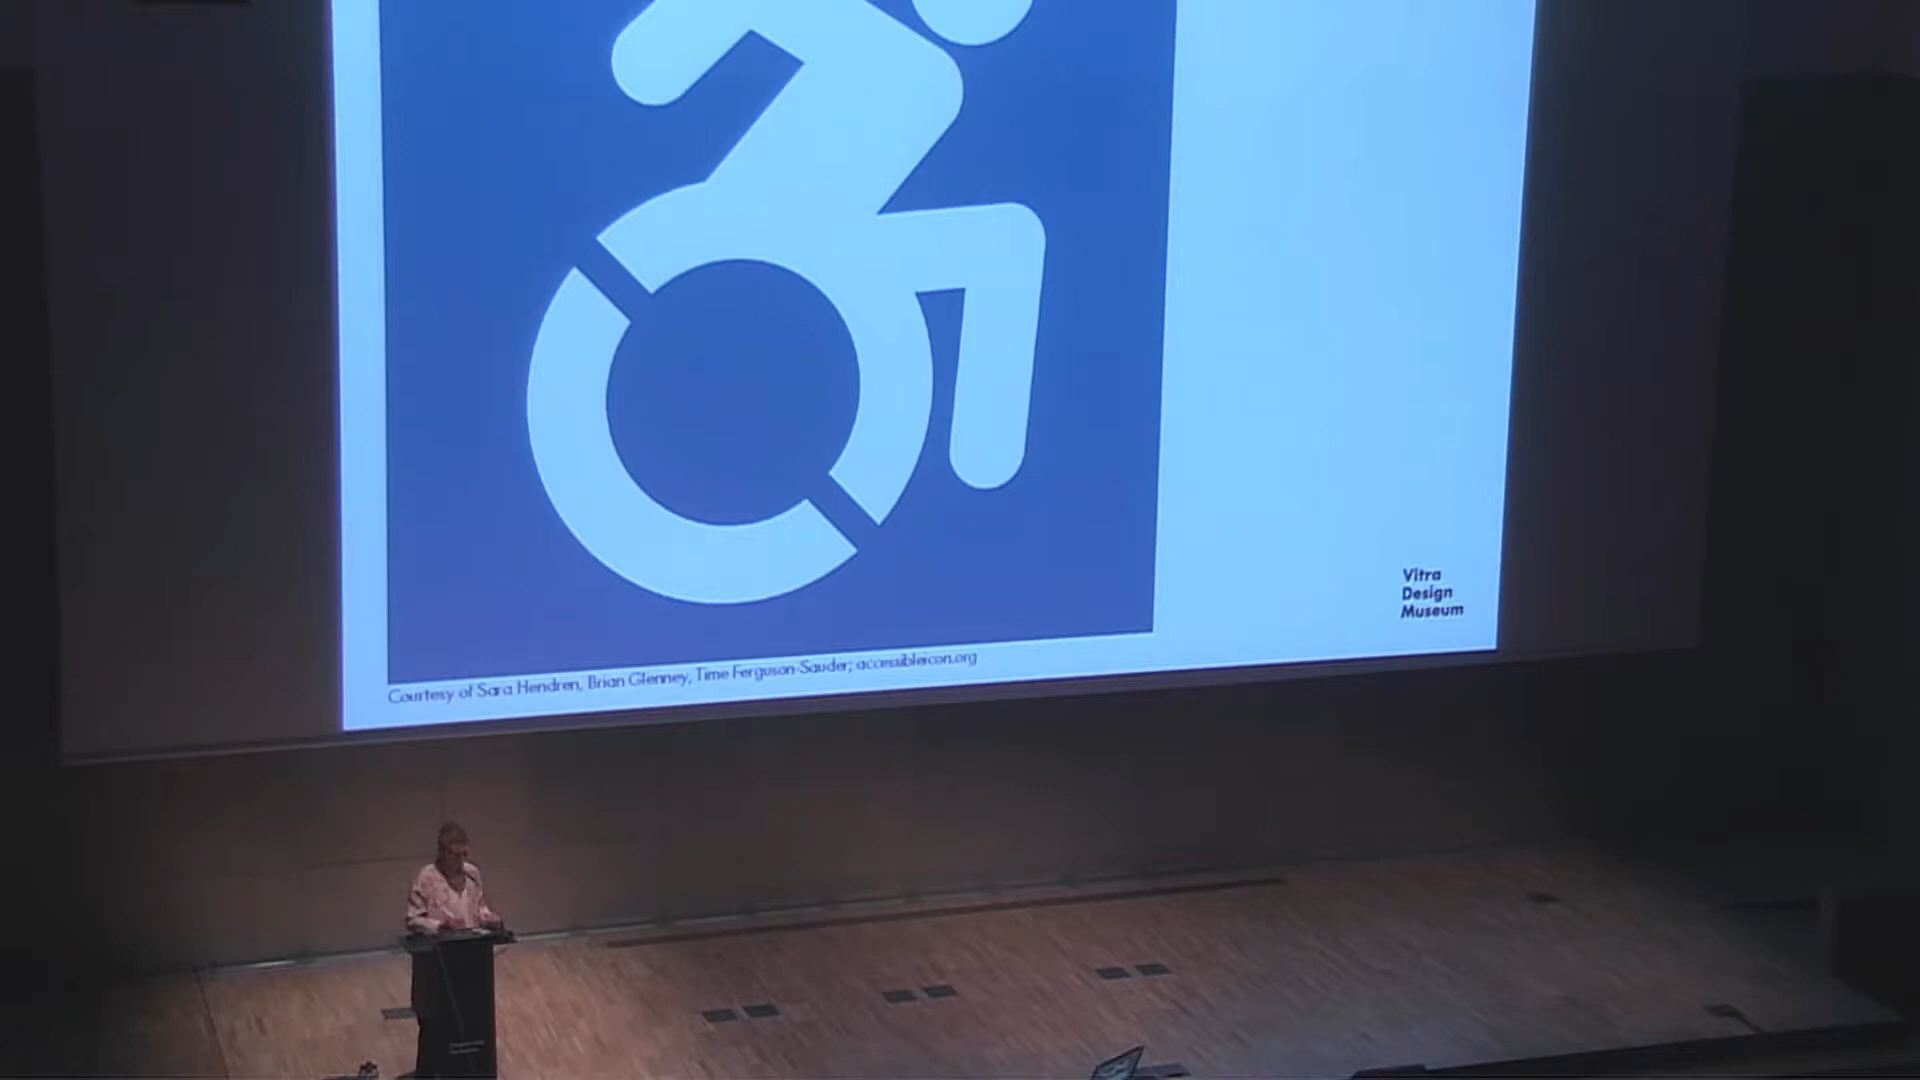 Vitra
Design
Museum
Courtesy of Sara Hendren, Brian Glenney, Time Ferguson-Sauder; accessibleicon.org